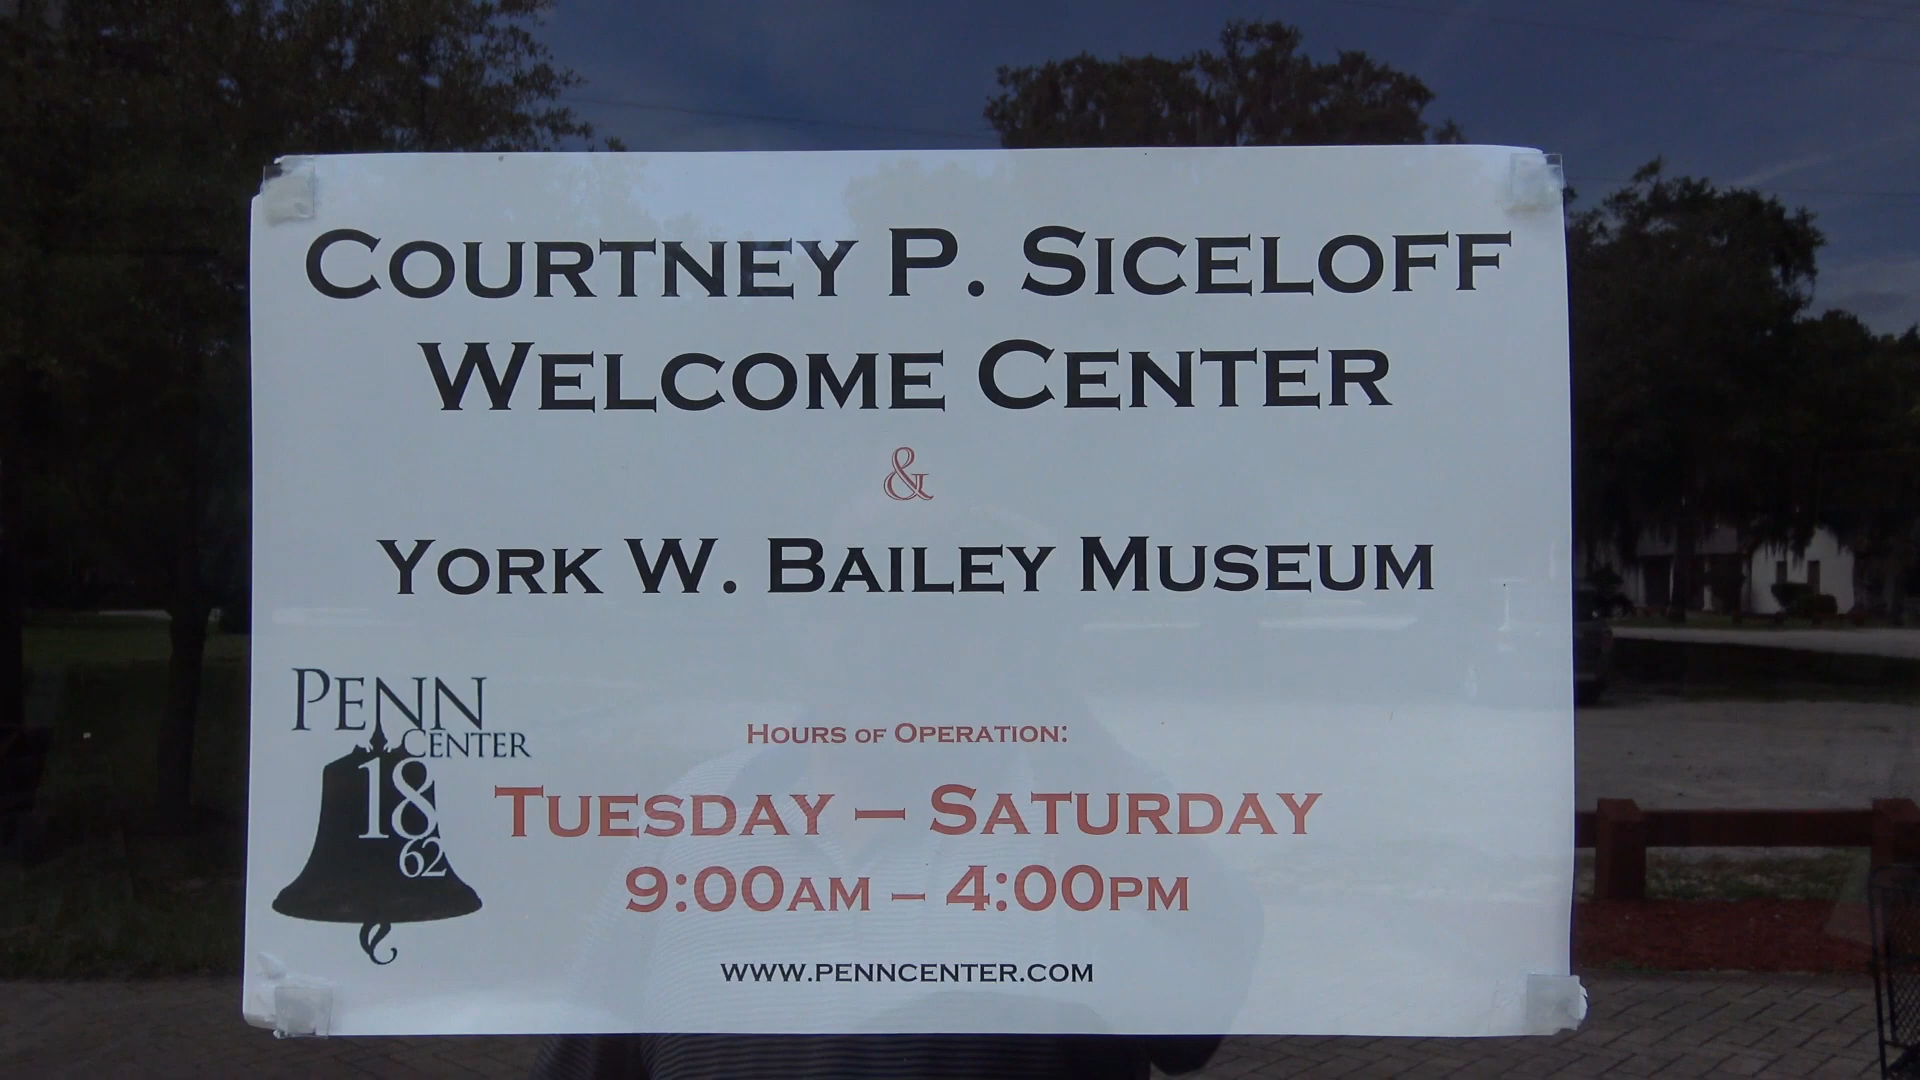 COURTNEY P. SICELOFF
WELCOME CENTER
&
YORK W. BAILEY MUSEUM
PENN
CENTER
18
62
HOURS OF OPERATION:
TUESDAY – SATURDAY
9:00AM – 4:00PM
WWW.PENNCENTER.COM